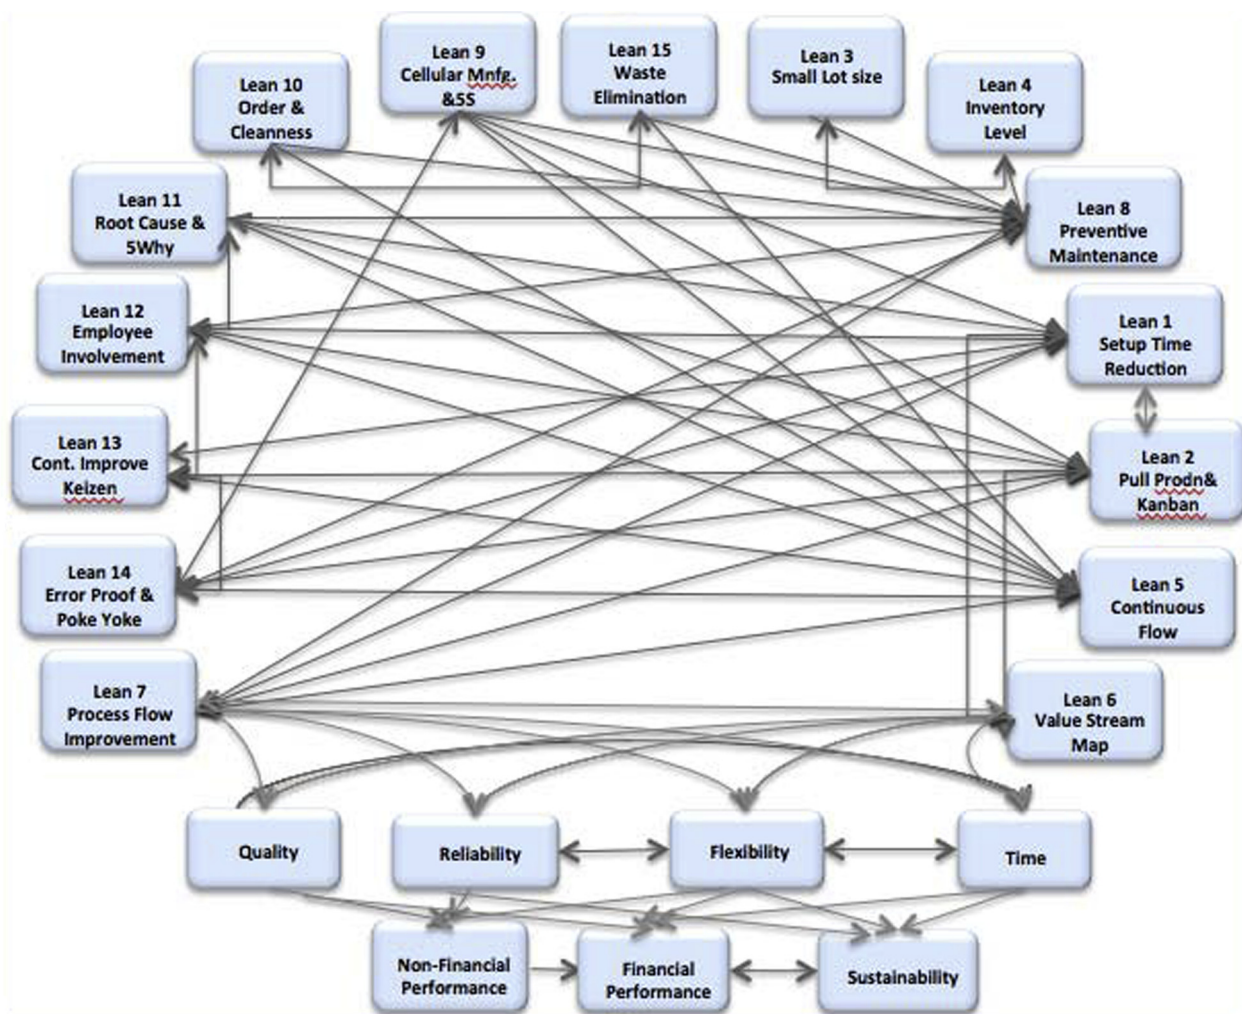 Lean 10
Order &
Cleanness
Lean 9
Cellular Mnfg.
&5S
Lean 15
Waste
Elimination
Lean 3
Small Lot size
Lean 4
Inventory
Level
Lean 11
Root Cause &
5Why
Lean 8
Preventive
Maintenance
Lean 12
Employee
Involvement
Lean 1
Setup Time
Reduction
Lean 13
Cont. Improve
Keizen
Lean 2
Pull Prodn&
Kanban
Lean 14
Error Proof &
Poke Yoke
Lean 5
Continuous
Flow
Lean 7
Process Flow
Improvement
Lean 6
Value Stream
Map
Quality
Reliability
Flexibility
Time
Non-Financial
Performance
Financial
Performance
Sustainability